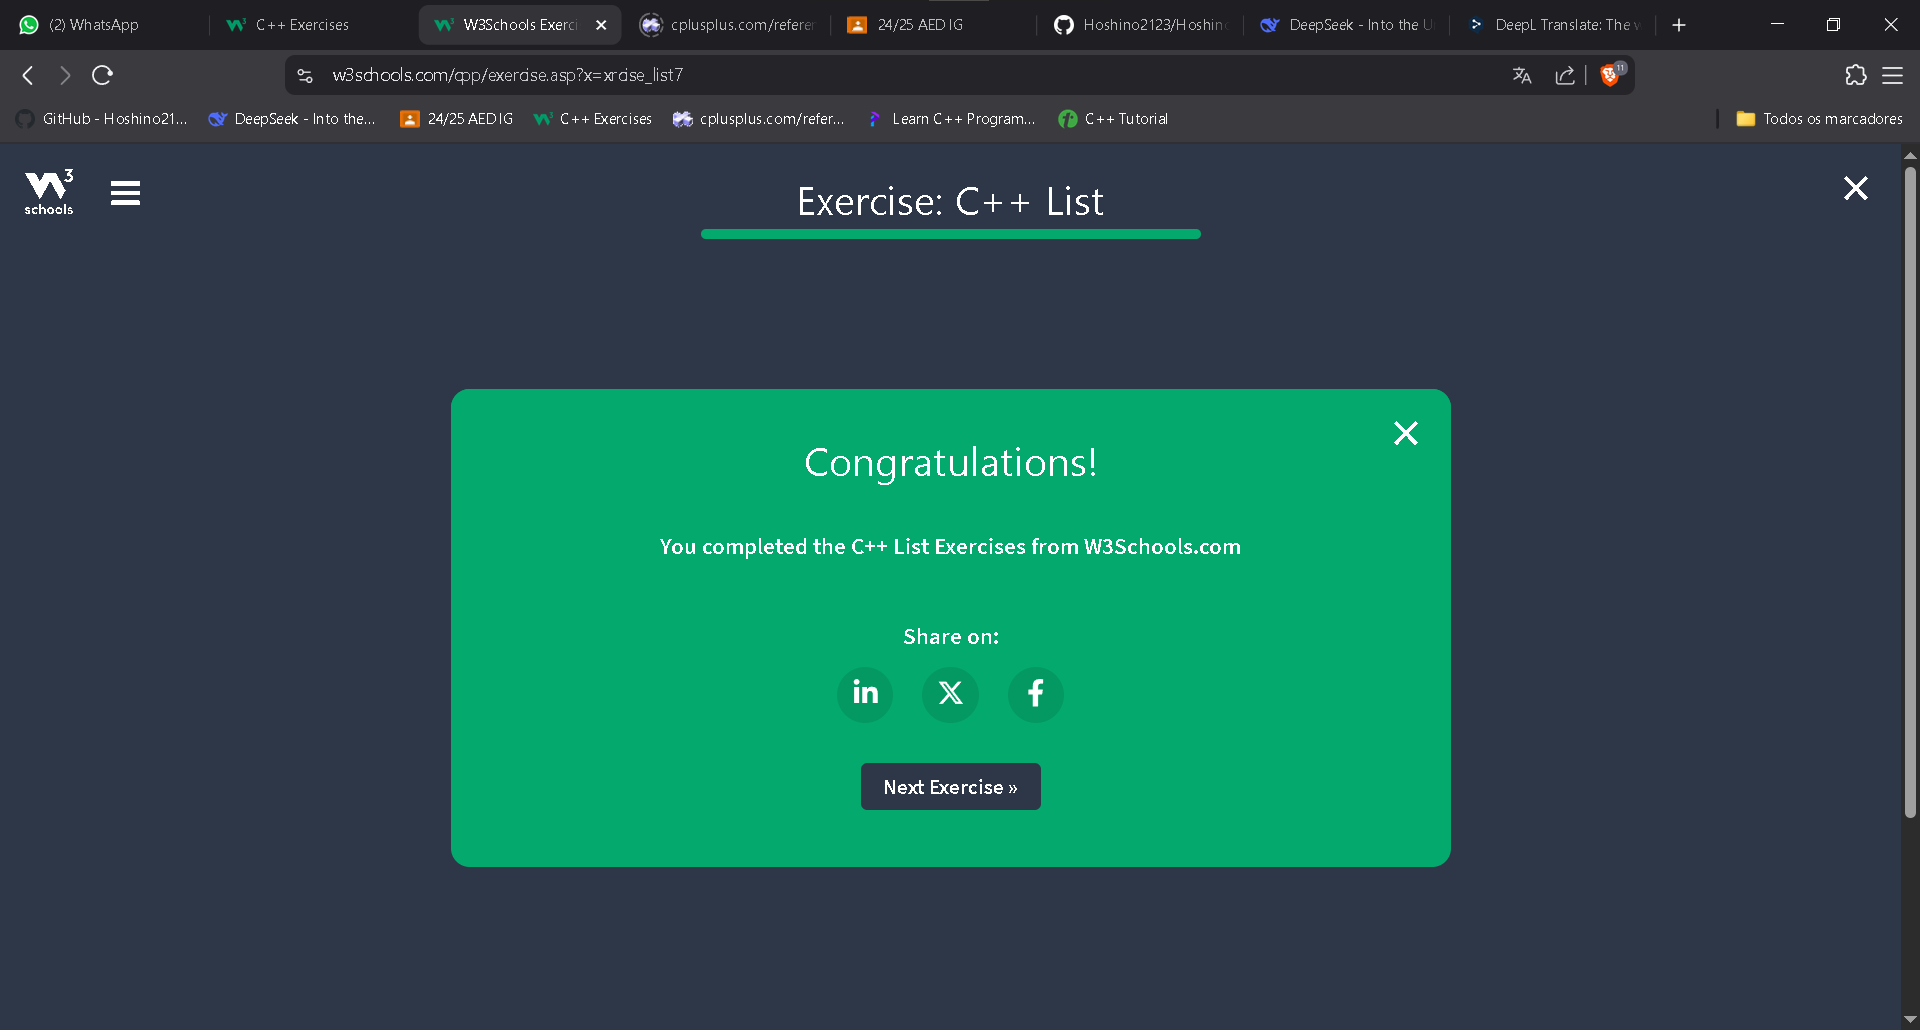 (2) WhatsApp
C++ Exercises
W3Schools Exerci
cplusplus.com/referen
24/25 AED IG
Hoshino2123/Hoshino
DeepSeek - Into the U
DeepL Translate: The w
w3schools.com/cpp/exercise.asp?x=xrcise_list7
11
GitHub - Hoshino21...
DeepSeek - Into the...
24/25 AED IG
C++ Exercises
cplusplus.com/refer...
Learn C++ Program...
C++ Tutorial
Todos os marcadores
W3
schools
Exercise: C++ List
Congratulations!
You completed the C++ List Exercises from W3Schools.com
Share on:
Next Exercise »